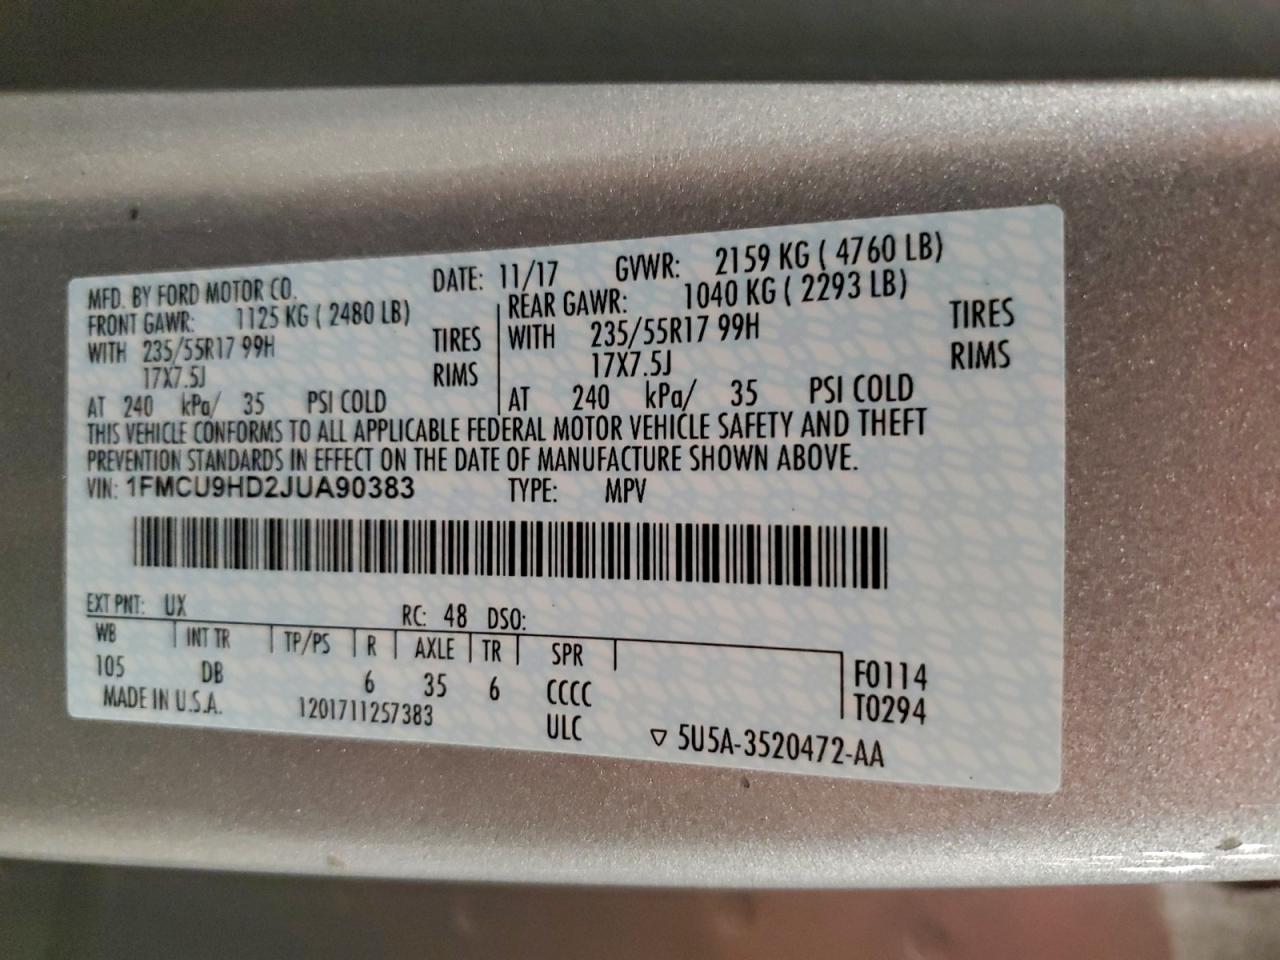 MFD. BY FORD MOTOR CO. DATE: 11/17 GVWR: 2159 KG ( 4760 LB)
FRONT GAWR: 1125 KG ( 2480 LB) REAR GAWR: 1040 KG ( 2293 LB)
WITH 235/55R17 99H TIRES WITH 235/55R17 99H TIRES
17X7.5J RIMS 17X7.5J RIMS
AT 240 kPa/ 35 PSI COLD AT 240 kPa/ 35 PSI COLD
THIS VEHICLE CONFORMS TO ALL APPLICABLE FEDERAL MOTOR VEHICLE SAFETY AND THEFT
PREVENTION STANDARDS IN EFFECT ON THE DATE OF MANUFACTURE SHOWN ABOVE.
VIN: 1FMCU9HD2JUA90383 TYPE: MPV
EXT PNT: UX RC: 48 DSO:
WB INT TR TP/PS R AXLE TR SPR
105 DB 6 35 6 CCCC F0114
MADE IN U.S.A. 1201711257383 ULC T0294
▽ 5U5A-3520472-AA